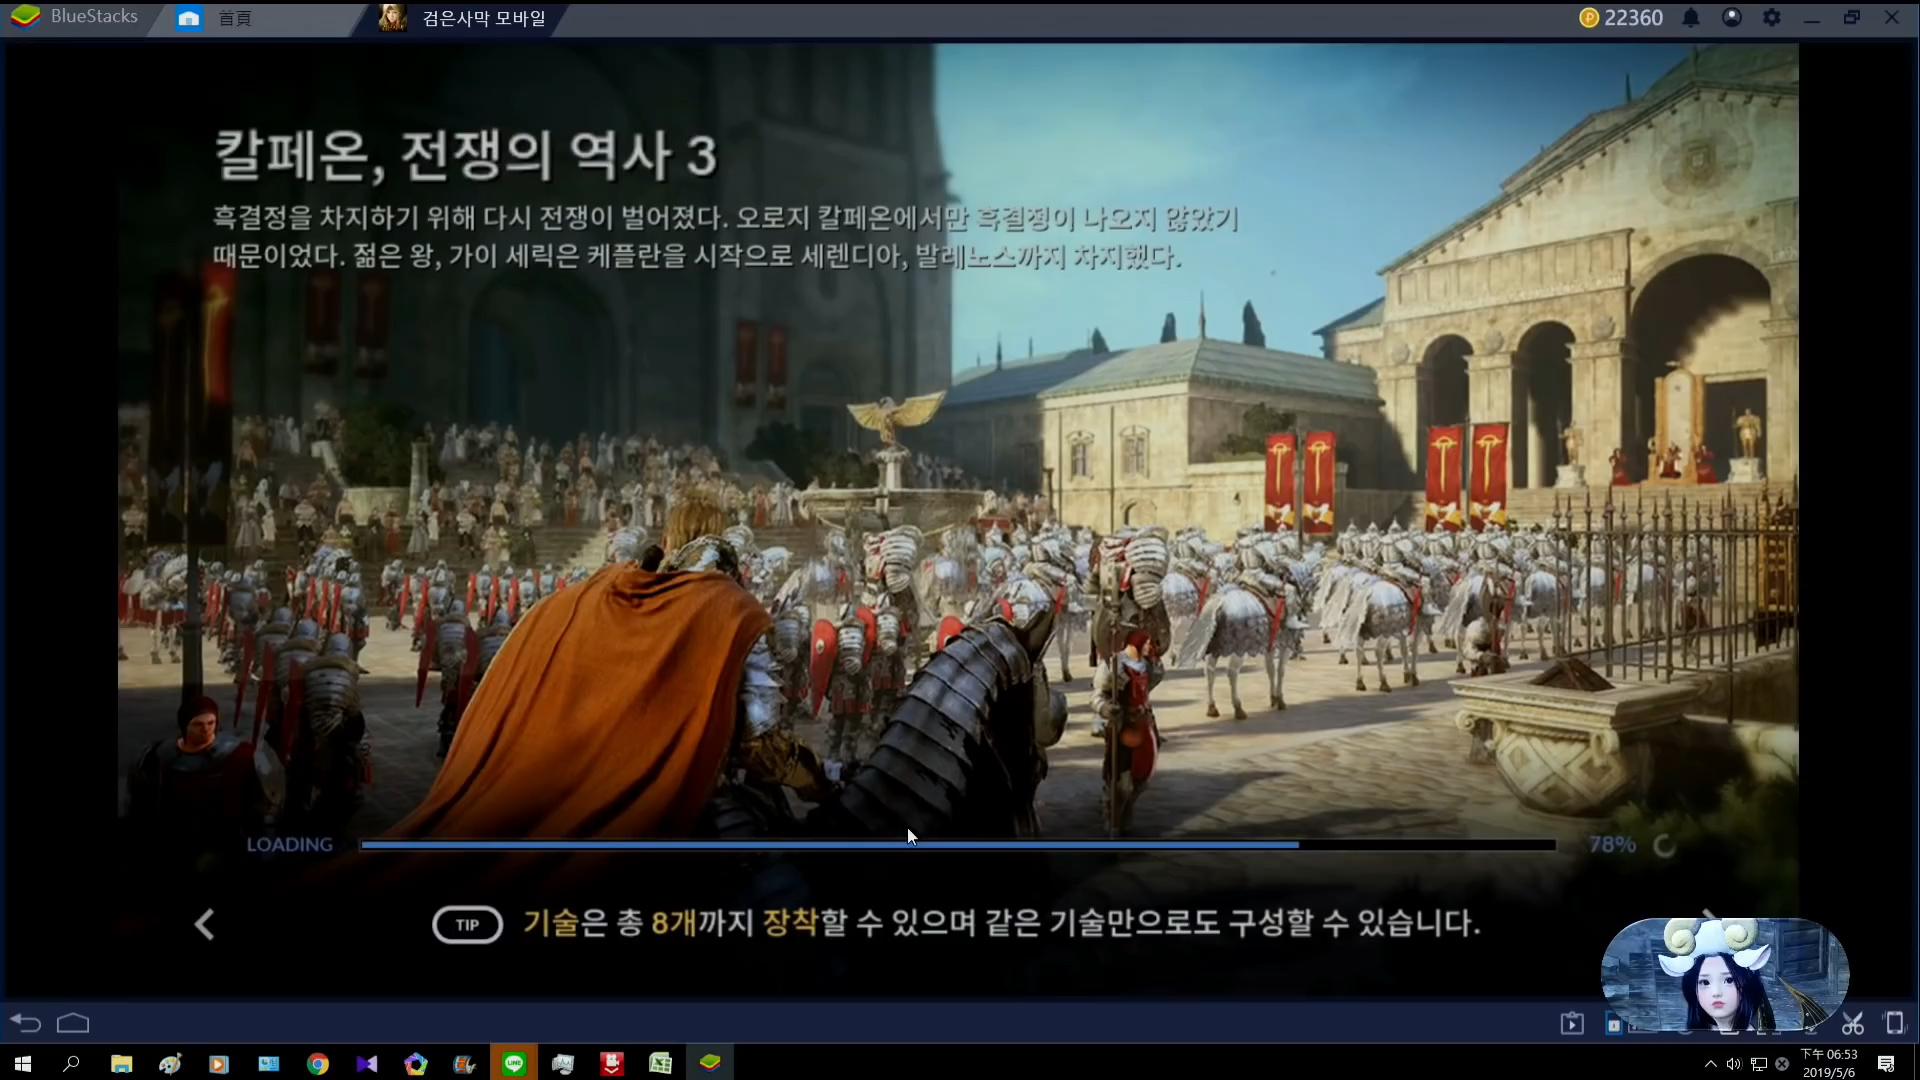 BlueStacks
首頁
검은사막 모바일
22360
칼페온, 전쟁의 역사 3
흑결정을 차지하기 위해 다시 전쟁이 벌어졌다. 오로지 칼페온에서만 흑결정이 나오지 않았기
때문이었다. 젊은 왕, 가이 세릭은 케플란을 시작으로 세렌디아, 발레노스까지 차지했다.
LOADING
78%
TIP
기술은 총 8개까지 장착할 수 있으며 같은 기술만으로도 구성할 수 있습니다.
LINE
下午 06:53
2019/5/6